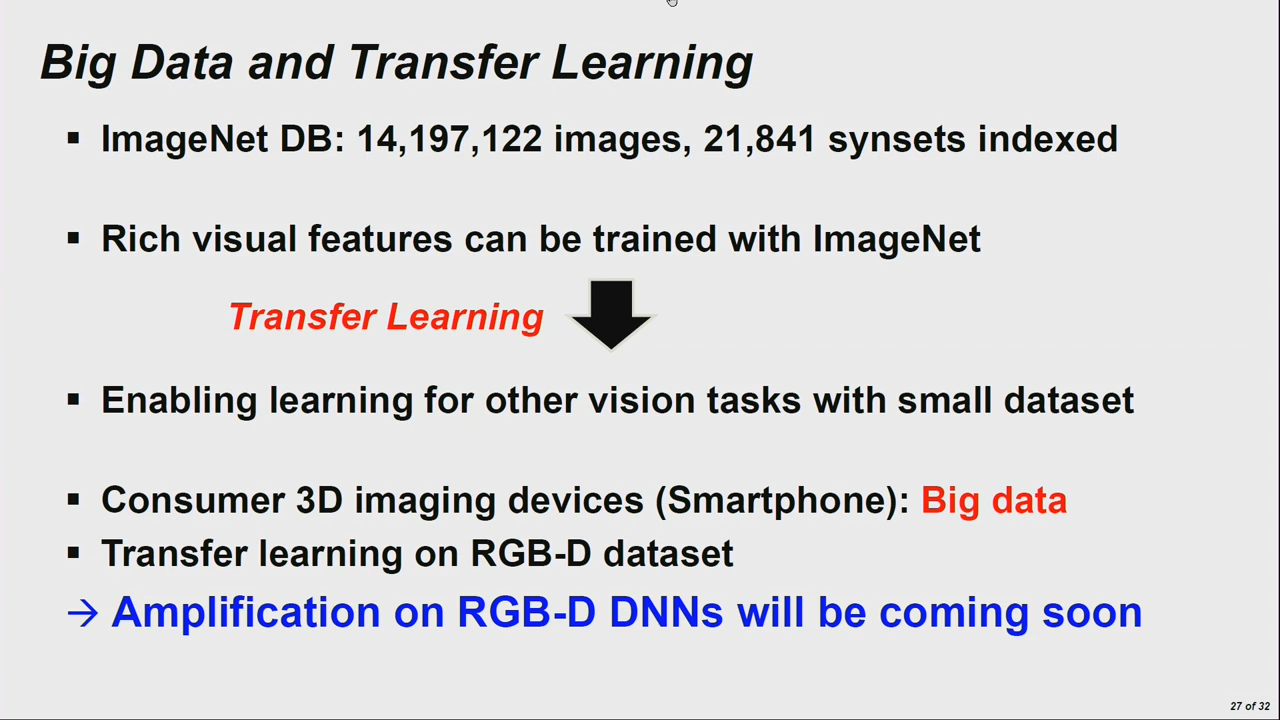 Big Data and Transfer Learning
▪ ImageNet DB: 14,197,122 images, 21,841 synsets indexed
▪ Rich visual features can be trained with ImageNet
Transfer Learning
▪ Enabling learning for other vision tasks with small dataset
▪ Consumer 3D imaging devices (Smartphone): Big data
▪ Transfer learning on RGB-D dataset
→ Amplification on RGB-D DNNs will be coming soon
27 of 32